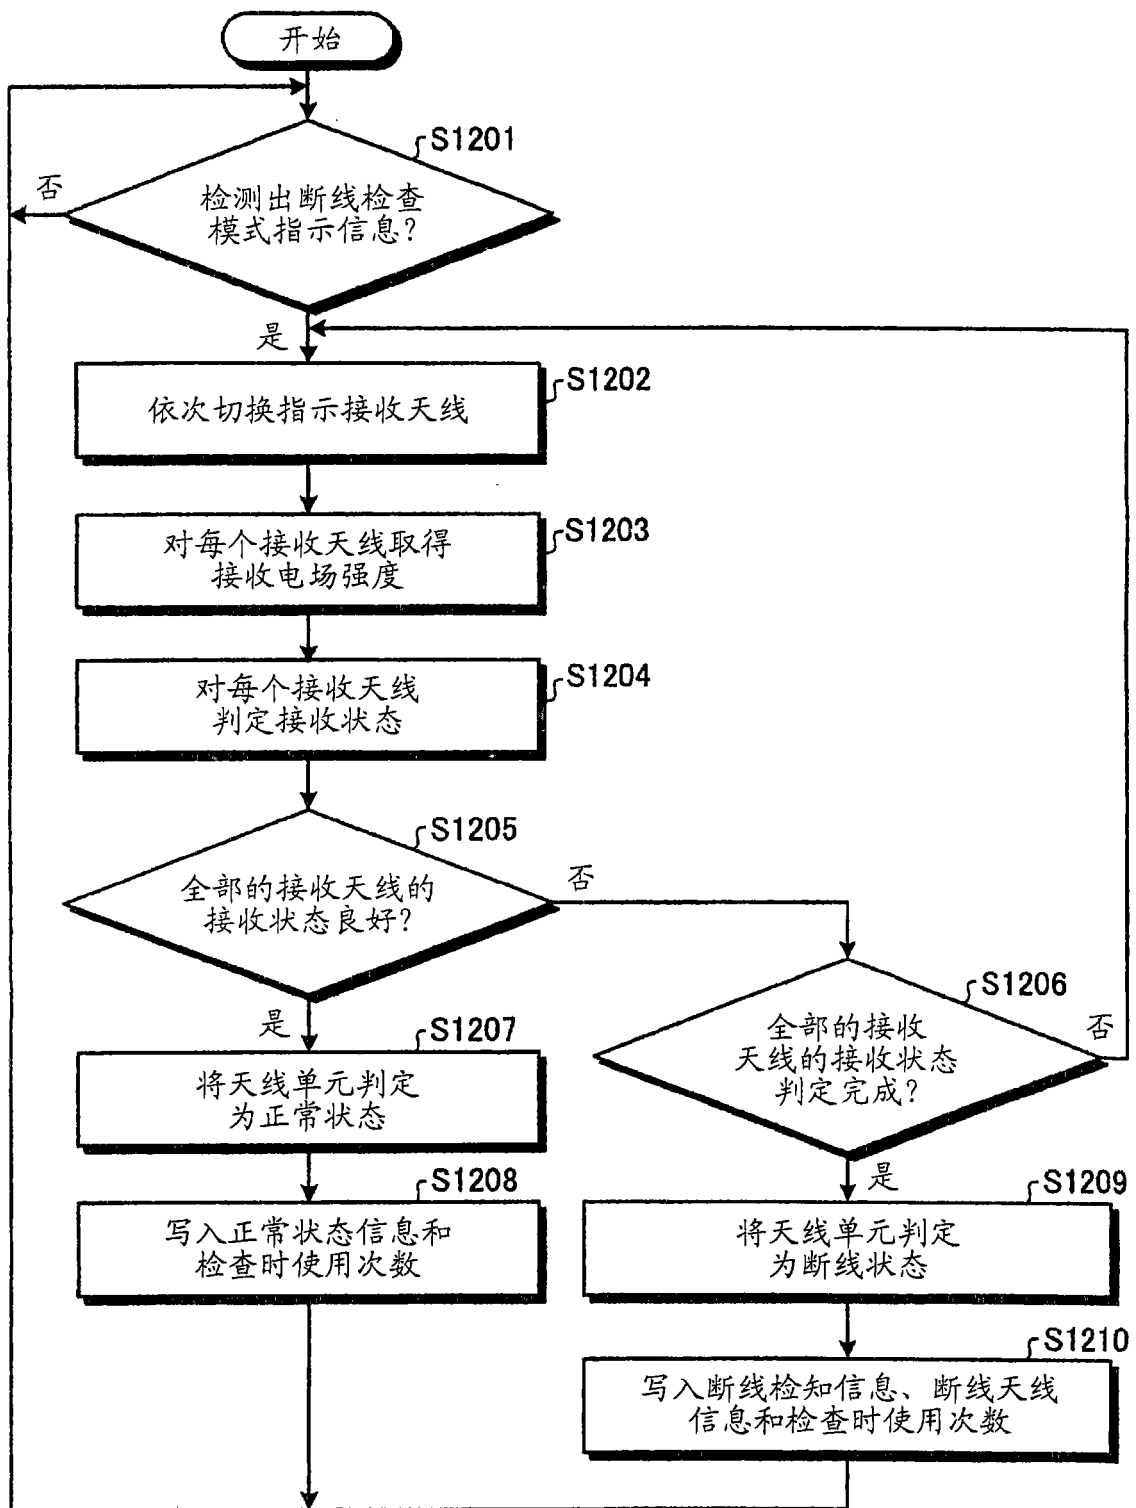 开始
S1201
否
检测出断线检查
模式指示信息?
是
S1202
依次切换指示接收天线
S1203
对每个接收天线取得
接收电场强度
S1204
对每个接收天线
判定接收状态
S1205
全部的接收天线的
接收状态良好?
否
是
S1206
全部的接收
天线的接收状态
判定完成?
否
是
S1207
将天线单元判定
为正常状态
S1208
写入正常状态信息和
检查时使用次数
S1209
将天线单元判定
为断线状态
S1210
写入断线检知信息、断线天线
信息和检查时使用次数